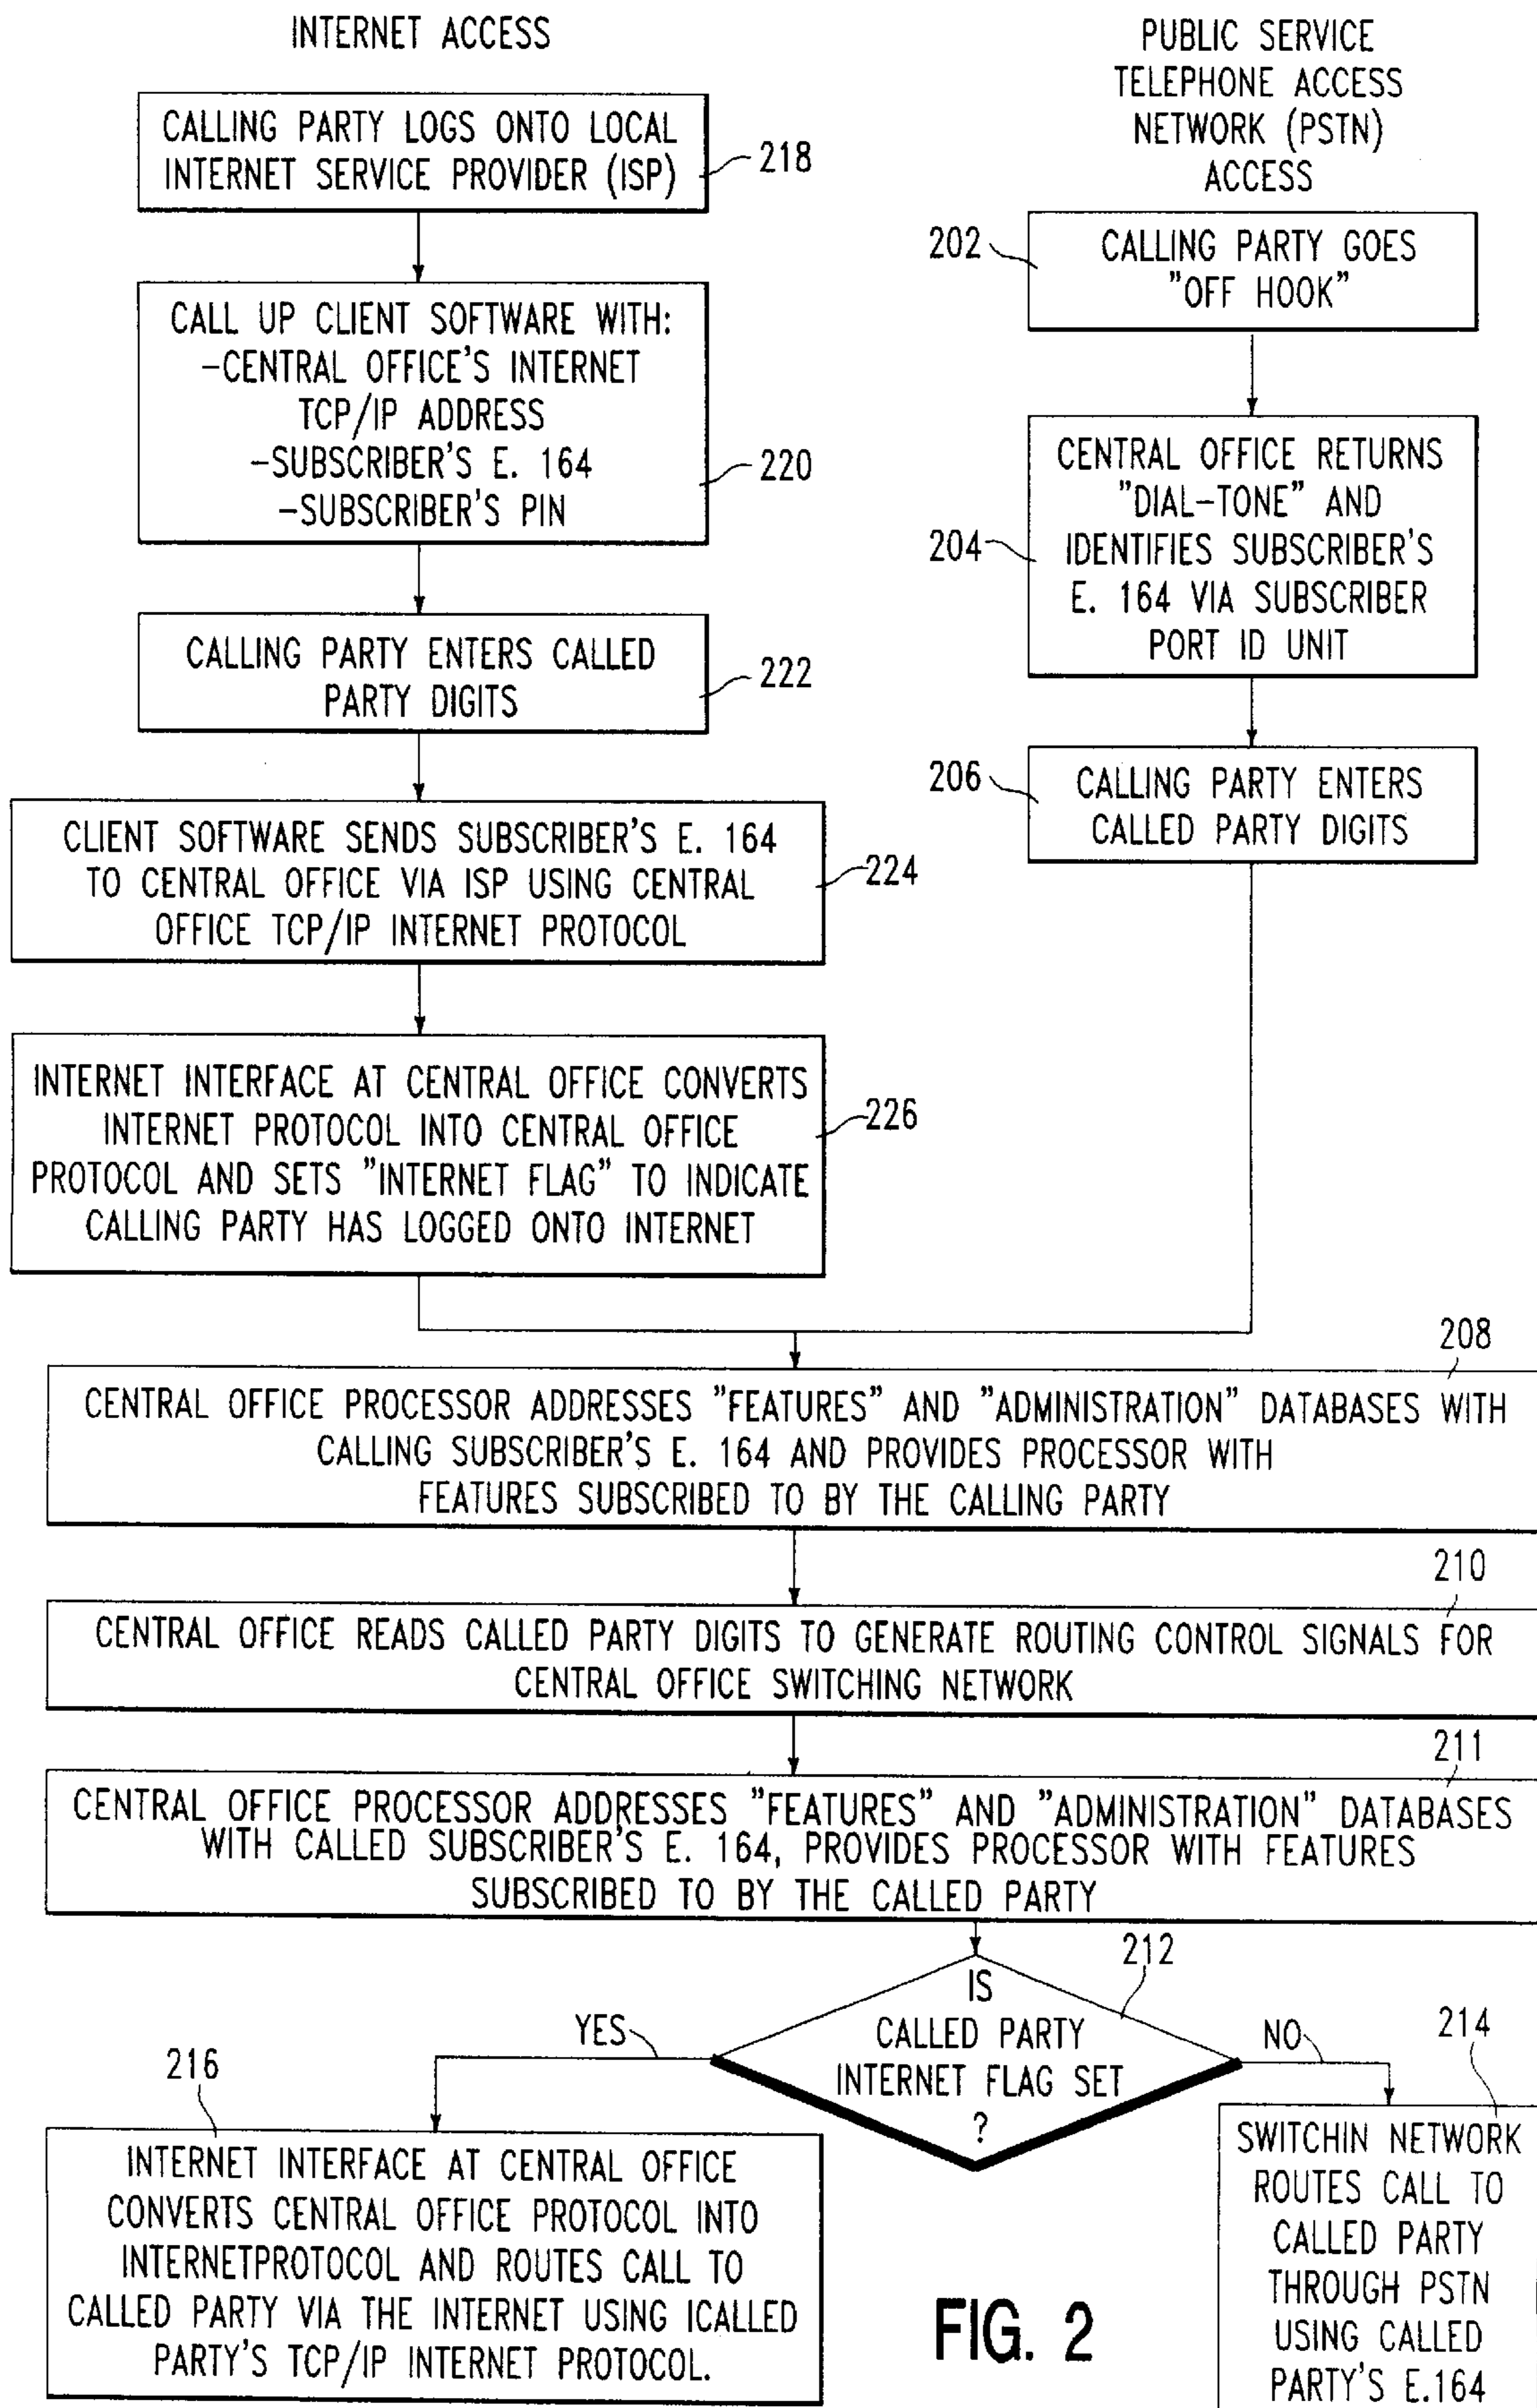 INTERNET ACCESS
CALLING PARTY LOGS ONTO LOCAL
INTERNET SERVICE PROVIDER (ISP)
218
CALL UP CLIENT SOFTWARE WITH:
-CENTRAL OFFICE'S INTERNET
TCP/IP ADDRESS
-SUBSCRIBER'S E. 164
-SUBSCRIBER'S PIN
220
CALLING PARTY ENTERS CALLED
PARTY DIGITS
222
CLIENT SOFTWARE SENDS SUBSCRIBER'S E. 164
TO CENTRAL OFFICE VIA ISP USING CENTRAL
OFFICE TCP/IP INTERNET PROTOCOL
224
INTERNET INTERFACE AT CENTRAL OFFICE CONVERTS
INTERNET PROTOCOL INTO CENTRAL OFFICE
PROTOCOL AND SETS "INTERNET FLAG" TO INDICATE
CALLING PARTY HAS LOGGED ONTO INTERNET
226
PUBLIC SERVICE
TELEPHONE ACCESS
NETWORK (PSTN)
ACCESS
202
CALLING PARTY GOES
"OFF HOOK"
204
CENTRAL OFFICE RETURNS
"DIAL-TONE" AND
IDENTIFIES SUBSCRIBER'S
E. 164 VIA SUBSCRIBER
PORT ID UNIT
206
CALLING PARTY ENTERS
CALLED PARTY DIGITS
208
CENTRAL OFFICE PROCESSOR ADDRESSES "FEATURES" AND "ADMINISTRATION" DATABASES WITH
CALLING SUBSCRIBER'S E. 164 AND PROVIDES PROCESSOR WITH
FEATURES SUBSCRIBED TO BY THE CALLING PARTY
210
CENTRAL OFFICE READS CALLED PARTY DIGITS TO GENERATE ROUTING CONTROL SIGNALS FOR
CENTRAL OFFICE SWITCHING NETWORK
211
CENTRAL OFFICE PROCESSOR ADDRESSES "FEATURES" AND "ADMINISTRATION" DATABASES
WITH CALLED SUBSCRIBER'S E. 164, PROVIDES PROCESSOR WITH FEATURES
SUBSCRIBED TO BY THE CALLED PARTY
212
IS
CALLED PARTY
INTERNET FLAG SET
?
YES
NO
216
INTERNET INTERFACE AT CENTRAL OFFICE
CONVERTS CENTRAL OFFICE PROTOCOL INTO
INTERNETPROTOCOL AND ROUTES CALL TO
CALLED PARTY VIA THE INTERNET USING ICALLED
PARTY'S TCP/IP INTERNET PROTOCOL.
214
SWITCHIN NETWORK
ROUTES CALL TO
CALLED PARTY
THROUGH PSTN
USING CALLED
PARTY'S E.164
FIG. 2